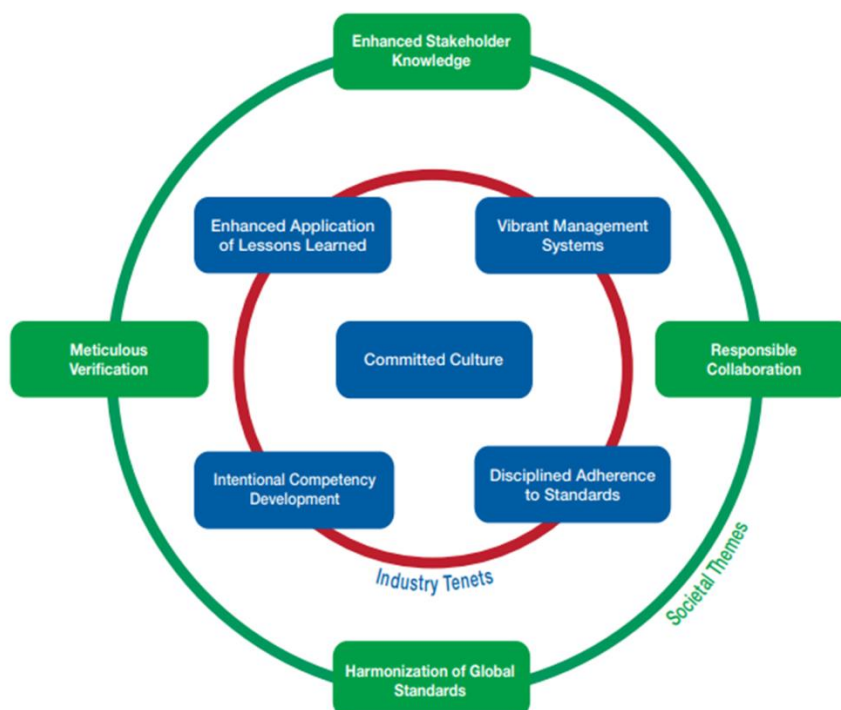 Enhanced Stakeholder
Knowledge
Enhanced Application
of Lessons Learned
Vibrant Management
Systems
Meticulous
Verification
Committed Culture
Responsible
Collaboration
Intentional Competency
Development
Disciplined Adherence
to Standards
Industry Tenets
Societal Themes
Harmonization of Global
Standards